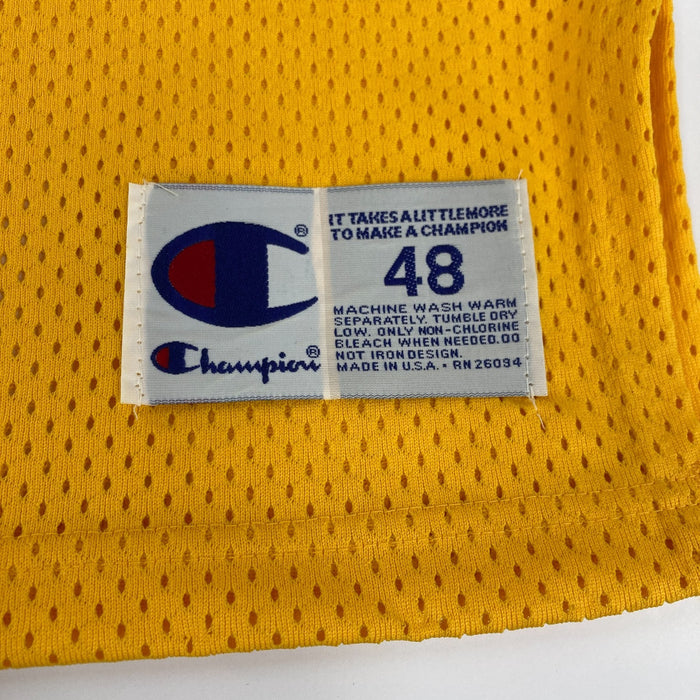 ®
IT TAKES A LITTLE MORE
TO MAKE A CHAMPION
48
MACHINE WASH WARM
SEPARATELY. TUMBLE DRY
LOW. ONLY NON-CHLORINE
BLEACH WHEN NEEDED. DO
NOT IRON DESIGN.
MADE IN U.S.A. • RN 26094
Champion®